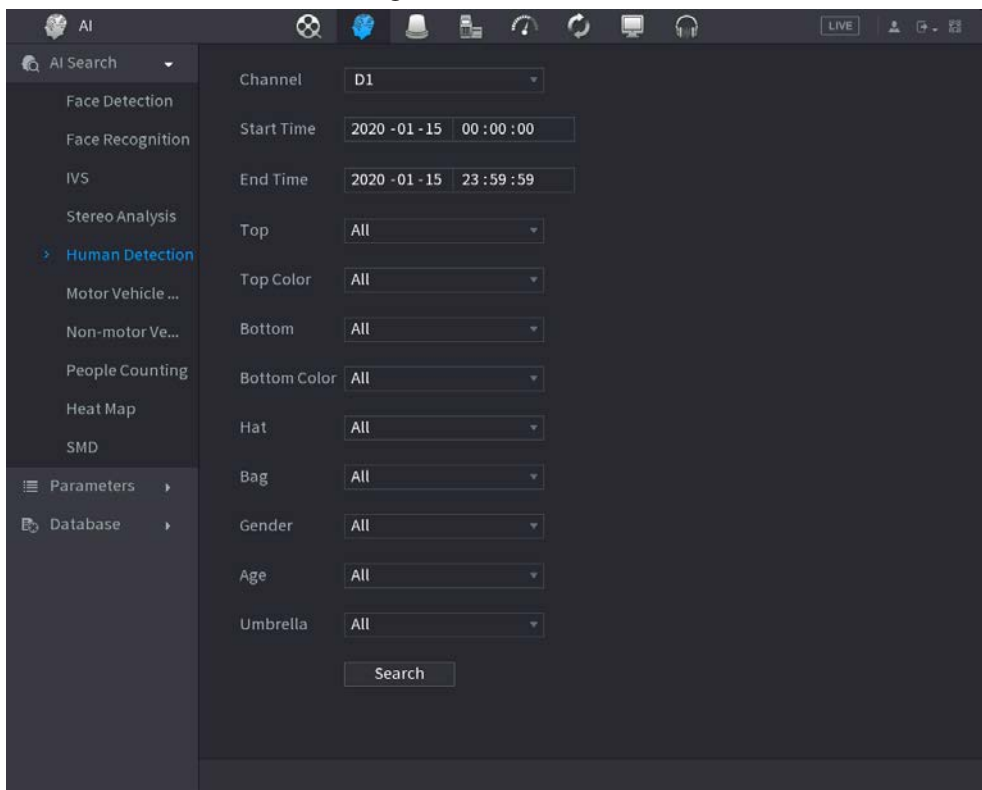 AI
LIVE
AI Search
Face Detection
Face Recognition
IVS
Stereo Analysis
Human Detection
Motor Vehicle ...
Non-motor Ve...
People Counting
Heat Map
SMD
Parameters
Database
Channel D1
Start Time 2020 -01 -15 00 :00 :00
End Time 2020 -01 -15 23 :59 :59
Top All
Top Color All
Bottom All
Bottom Color All
Hat All
Bag All
Gender All
Age All
Umbrella All
Search